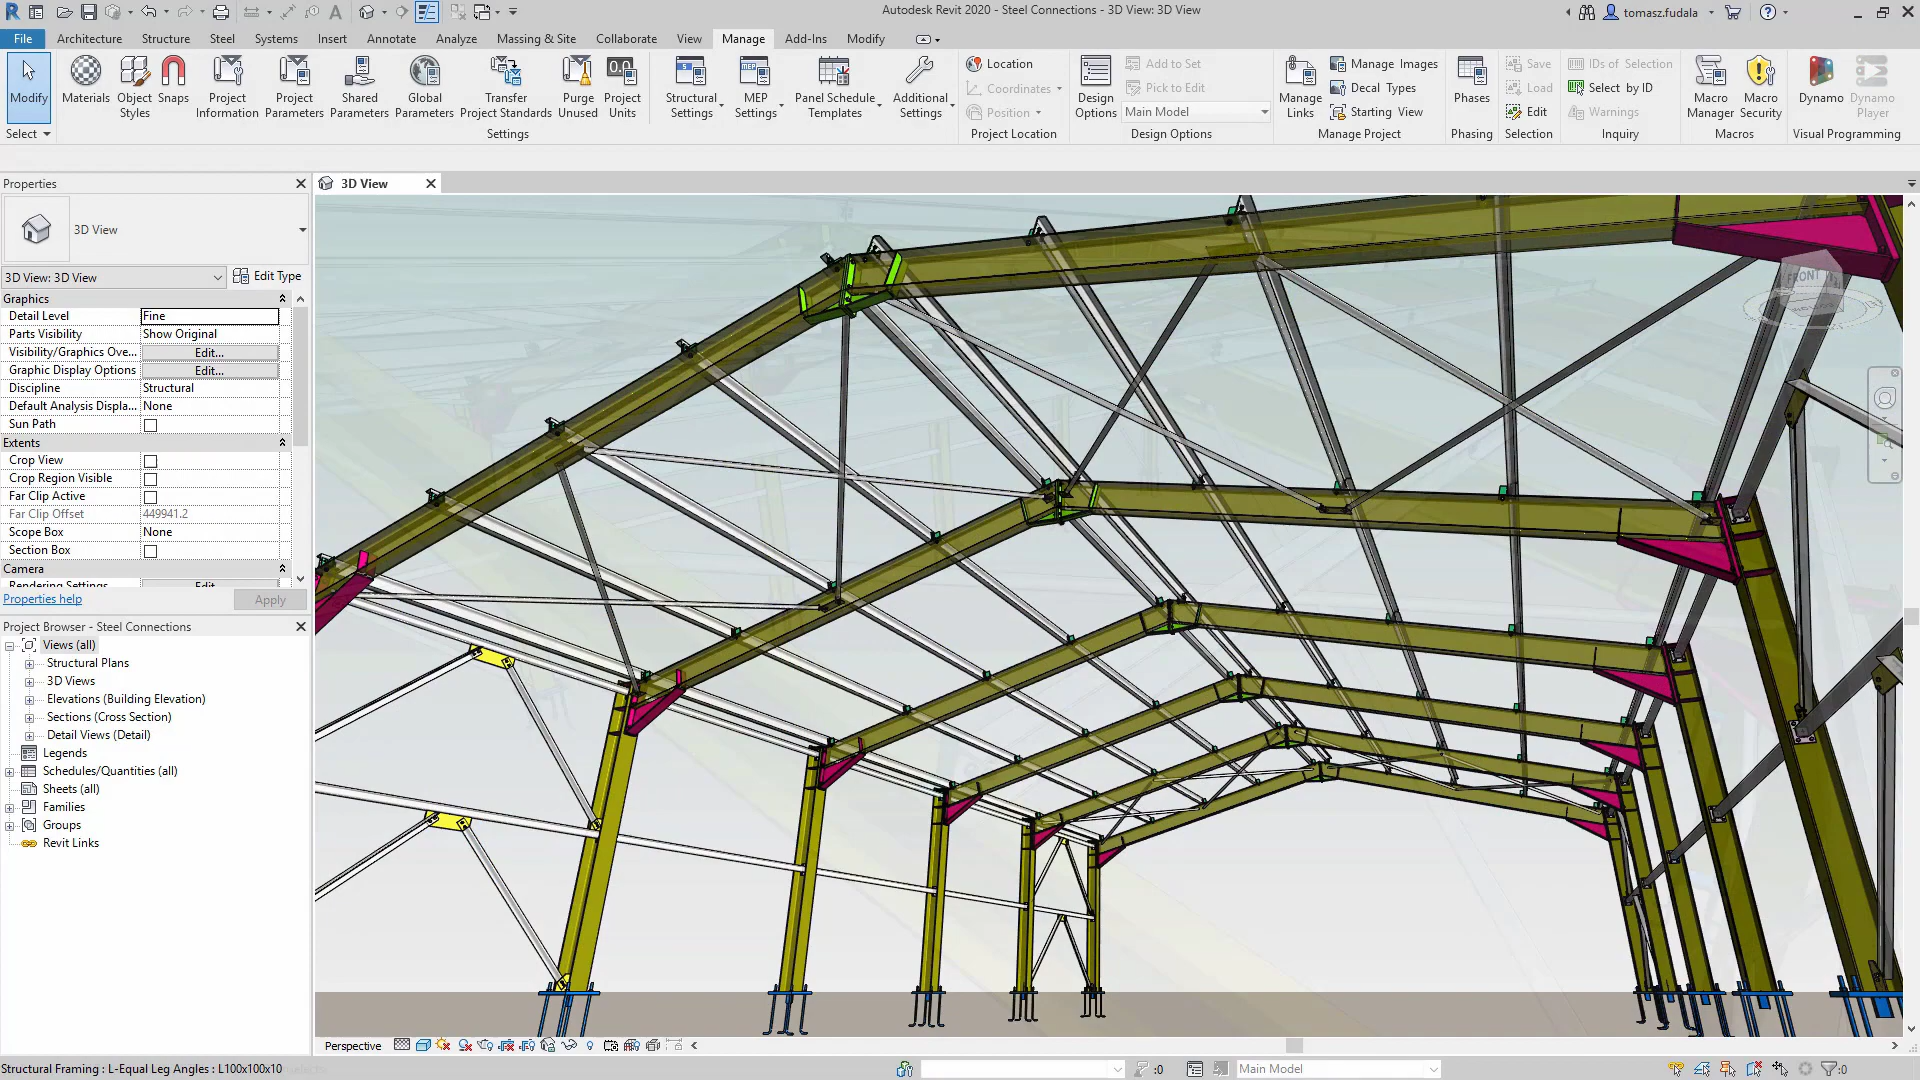 Autodesk Revit 2020 - Steel Connections - 3D View: 3D View
tomasz.fudala
File Architecture Structure Steel Systems Insert Annotate Analyze Massing & Site Collaborate View Manage Add-Ins Modify
Modify
Select
Materials
Object Styles
Snaps
Project Information
Project Parameters
Shared Parameters
Global Parameters
Transfer Project Standards
Purge Unused
Project Units
Settings
Structural Settings
MEP Settings
Panel Schedule Templates
Additional Settings
Location
Coordinates
Position
Project Location
Design Options
Add to Set
Pick to Edit
Main Model
Design Options
Manage Links
Manage Images
Decal Types
Starting View
Manage Project
Phases
Phasing
Save
Load
Edit
Selection
IDs of Selection
Select by ID
Warnings
Inquiry
Macro Manager
Macro Security
Macros
Dynamo
Dynamo Player
Visual Programming
Properties
3D View
3D View
3D View: 3D View
Edit Type
Graphics
Detail Level Fine
Parts Visibility Show Original
Visibility/Graphics Ove... Edit...
Graphic Display Options Edit...
Discipline Structural
Default Analysis Displa... None
Sun Path
Extents
Crop View
Crop Region Visible
Far Clip Active
Far Clip Offset 449941.2
Scope Box None
Section Box
Camera
Rendering Settings Edit
Properties help
Apply
Project Browser - Steel Connections
Views (all)
Structural Plans
3D Views
Elevations (Building Elevation)
Sections (Cross Section)
Detail Views (Detail)
Legends
Schedules/Quantities (all)
Sheets (all)
Families
Groups
Revit Links
FRONT
Perspective
Structural Framing : L-Equal Leg Angles : L100x100x10
:0
Main Model
:0